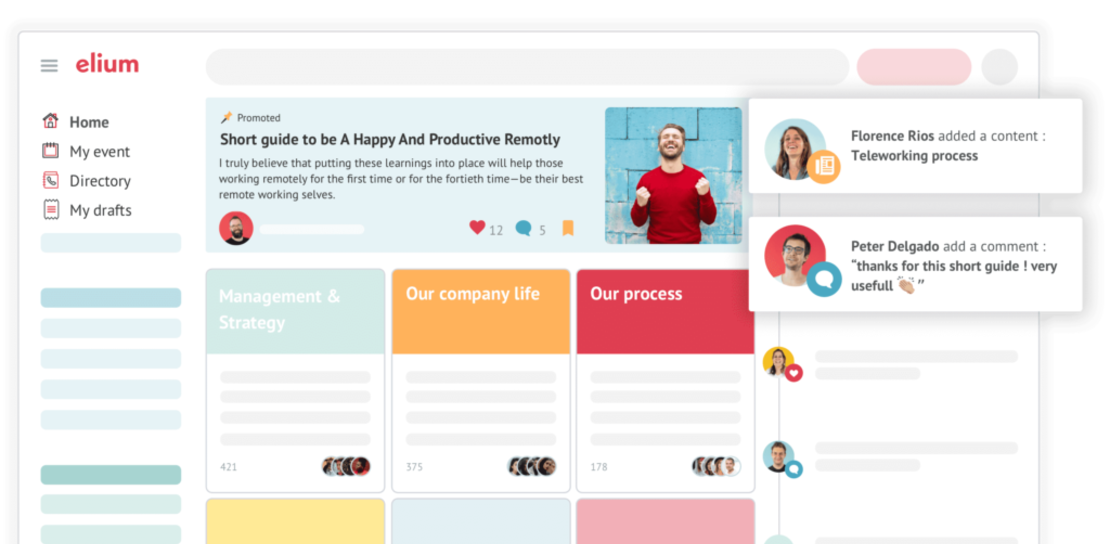 elium
Home
My event
Directory
My drafts
Promoted
Short guide to be A Happy And Productive Remotly
I truly believe that putting these learnings into place will help those
working remotely for the first time or for the fortieth time—be their best
remote working selves.
12
5
Florence Rios added a content :
Teleworking process
Peter Delgado add a comment :
“thanks for this short guide ! very
usefull 👏🏼”
Management &
Strategy
421
Our company life
375
Our process
178